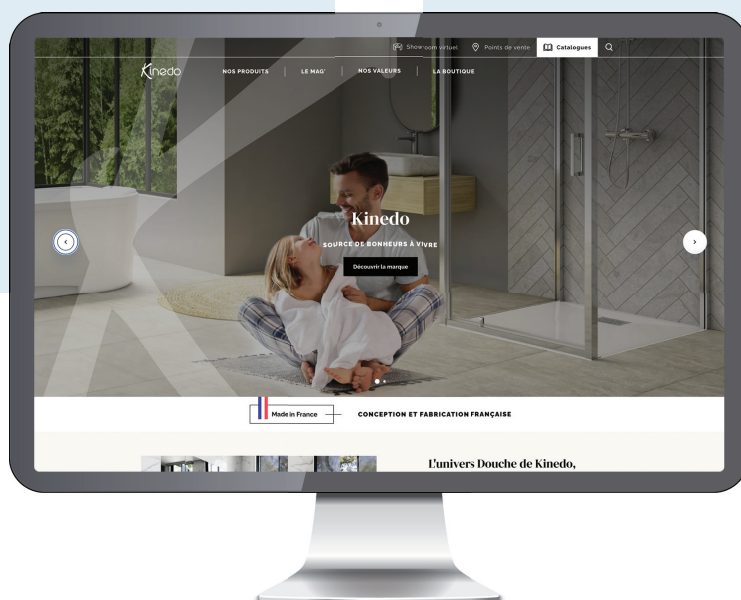 Showroom virtuel
Points de vente
Catalogues
Kinedo
NOS PRODUITS
LE MAG'
NOS VALEURS
LA BOUTIQUE
Kinedo
SOURCE DE BONHEURS À VIVRE
Découvrir la marque
Made in France
CONCEPTION ET FABRICATION FRANÇAISE
L'univers Douche de Kinedo,